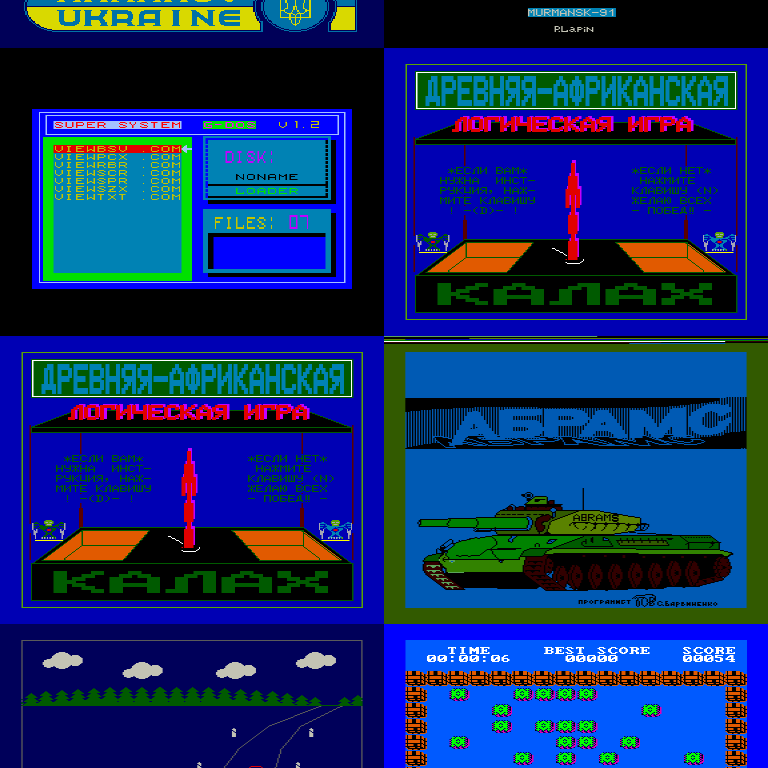 UKRAINE
MURMANSK-91
P.Lapin
SUPER SYSTEM
v1.2
VIEWBSV .COM
VIEWPCX .COM
VIEWRBR .COM
VIEWSCR .COM
VIEWSPR .COM
VIEWSZX .COM
VIEWTXT .COM
DISK
NONAME
LOADER
FILES: 07
ДРЕВНЯЯ-АФРИКАНСКАЯ
ЛОГИЧЕСКАЯ ИГРА
*ЕСЛИ ВАМ*
НУЖНА ИНСТ-
РУКЦИЯ, НАЖ-
МИТЕ КЛАВИШУ
! -<D>- !
*ЕСЛИ НЕТ*
НАЖМИТЕ
КЛАВИШУ <N>
ЖЕЛАЮ ВСЕХ
- ПОБЕД!! -
КАЛАХ
ДРЕВНЯЯ-АФРИКАНСКАЯ
ЛОГИЧЕСКАЯ ИГРА
*ЕСЛИ ВАМ*
НУЖНА ИНСТ-
РУКЦИЯ, НАЖ-
МИТЕ КЛАВИШУ
! -<D>- !
*ЕСЛИ НЕТ*
НАЖМИТЕ
КЛАВИШУ <N>
ЖЕЛАЮ ВСЕХ
- ПОБЕД!! -
КАЛАХ
АБРАМС
ABRAMS
ПРОГРАММИСТ
С.БАРВИНЕНКО
TIME
00:00:06
BEST SCORE
00000
SCORE
00054